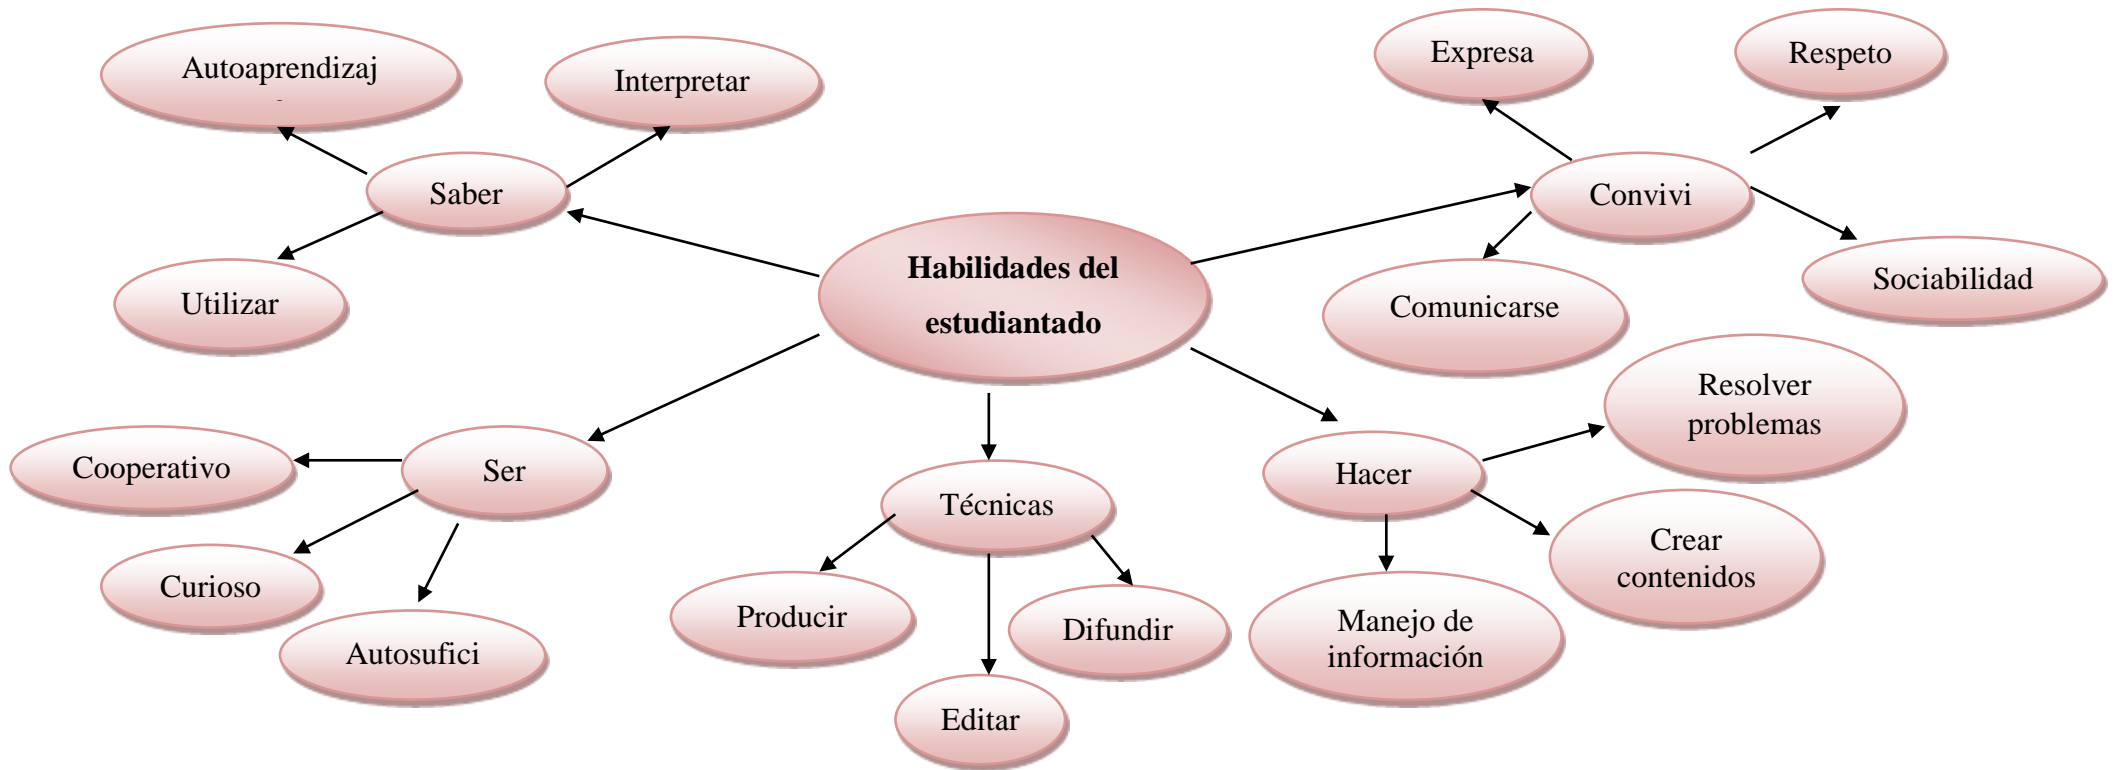 Autoaprendizaj
Interpretar
Saber
Utilizar
Expresa
Respeto
Convivi
Comunicarse
Sociabilidad
Habilidades del
estudiantado
Cooperativo
Ser
Curioso
Autosufici
Técnicas
Producir
Editar
Difundir
Hacer
Resolver
problemas
Crear
contenidos
Manejo de
información